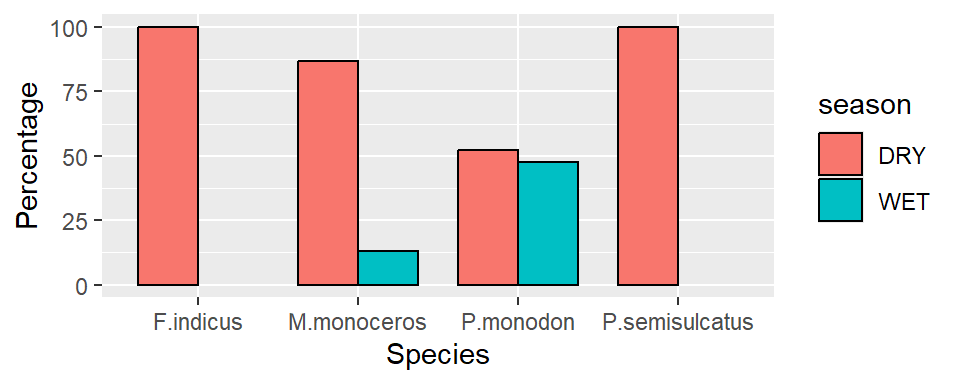 100
75
50
25
0
Percentage
F.indicus M.monoceros P.monodon P.semisulcatus
Species
season
DRY
WET